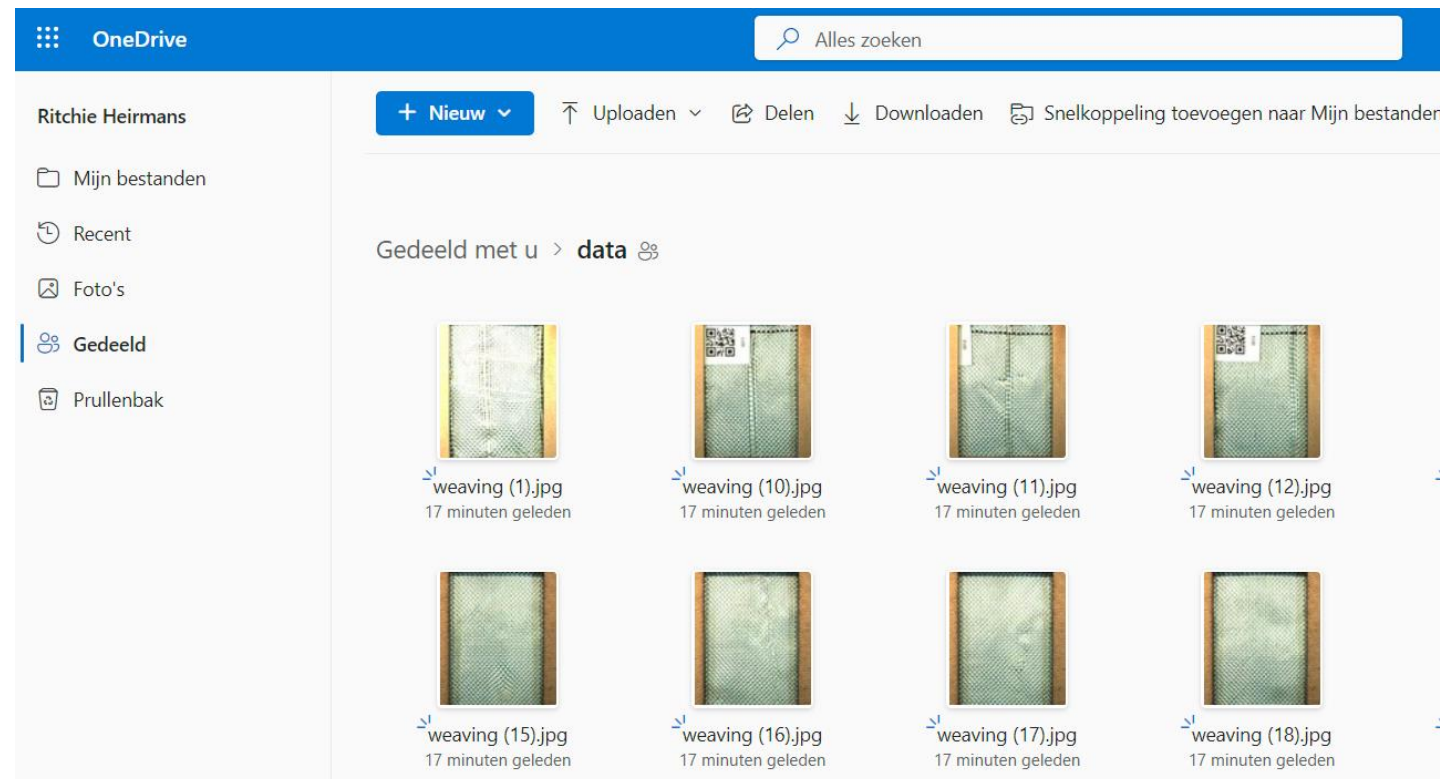 OneDrive
Alles zoeken
Ritchie Heirmans
Mijn bestanden
Recent
Foto's
Gedeeld
Prullenbak
+ Nieuw
Uploaden
Delen
Downloaden
Snelkoppeling toevoegen naar Mijn bestanden
Gedeeld met u > data
weaving (1).jpg
17 minuten geleden
weaving (10).jpg
17 minuten geleden
weaving (11).jpg
17 minuten geleden
weaving (12).jpg
17 minuten geleden
weaving (15).jpg
17 minuten geleden
weaving (16).jpg
17 minuten geleden
weaving (17).jpg
17 minuten geleden
weaving (18).jpg
17 minuten geleden